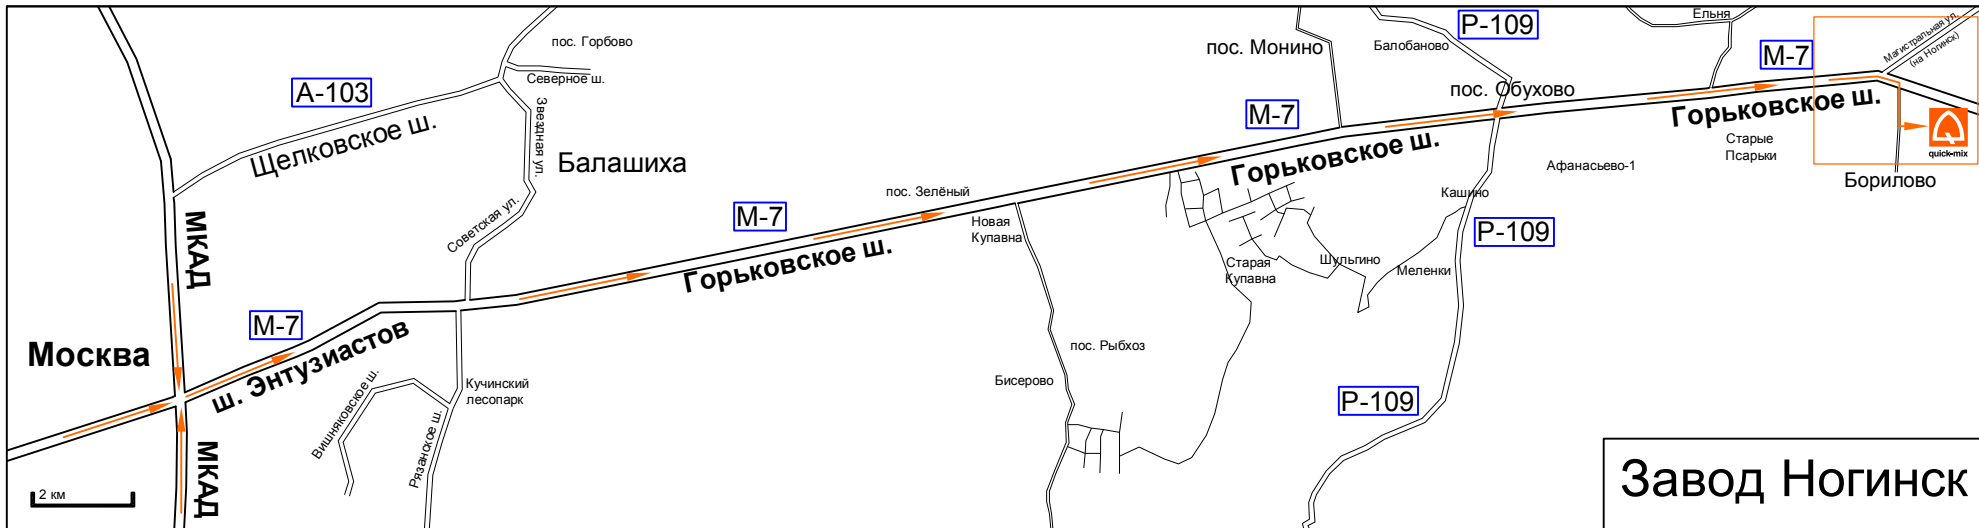 Ельня
Р-109
Магистральная ул.
(на Ногинск)
пос. Горбово
пос. Монино
Балобаново
М-7
Северное ш.
А-103
пос. Обухово
М-7
Горьковское ш.
Щелковское ш.
Звездная ул.
Балашиха
Горьковское ш.
Старые
Псарьки
quick-mix
Афанасьево-1
Борилово
пос. Зелёный
Кашино
МКАД
Советская ул.
М-7
Новая
Купавна
Р-109
Горьковское ш.
Старая
Купавна
Шульгино
Меленки
М-7
Москва
ш. Энтузиастов
пос. Рыбхоз
Бисерово
Кучинский
лесопарк
Вишняковское ш.
Рязанское ш.
Р-109
МКАД
2 км
Завод Ногинск